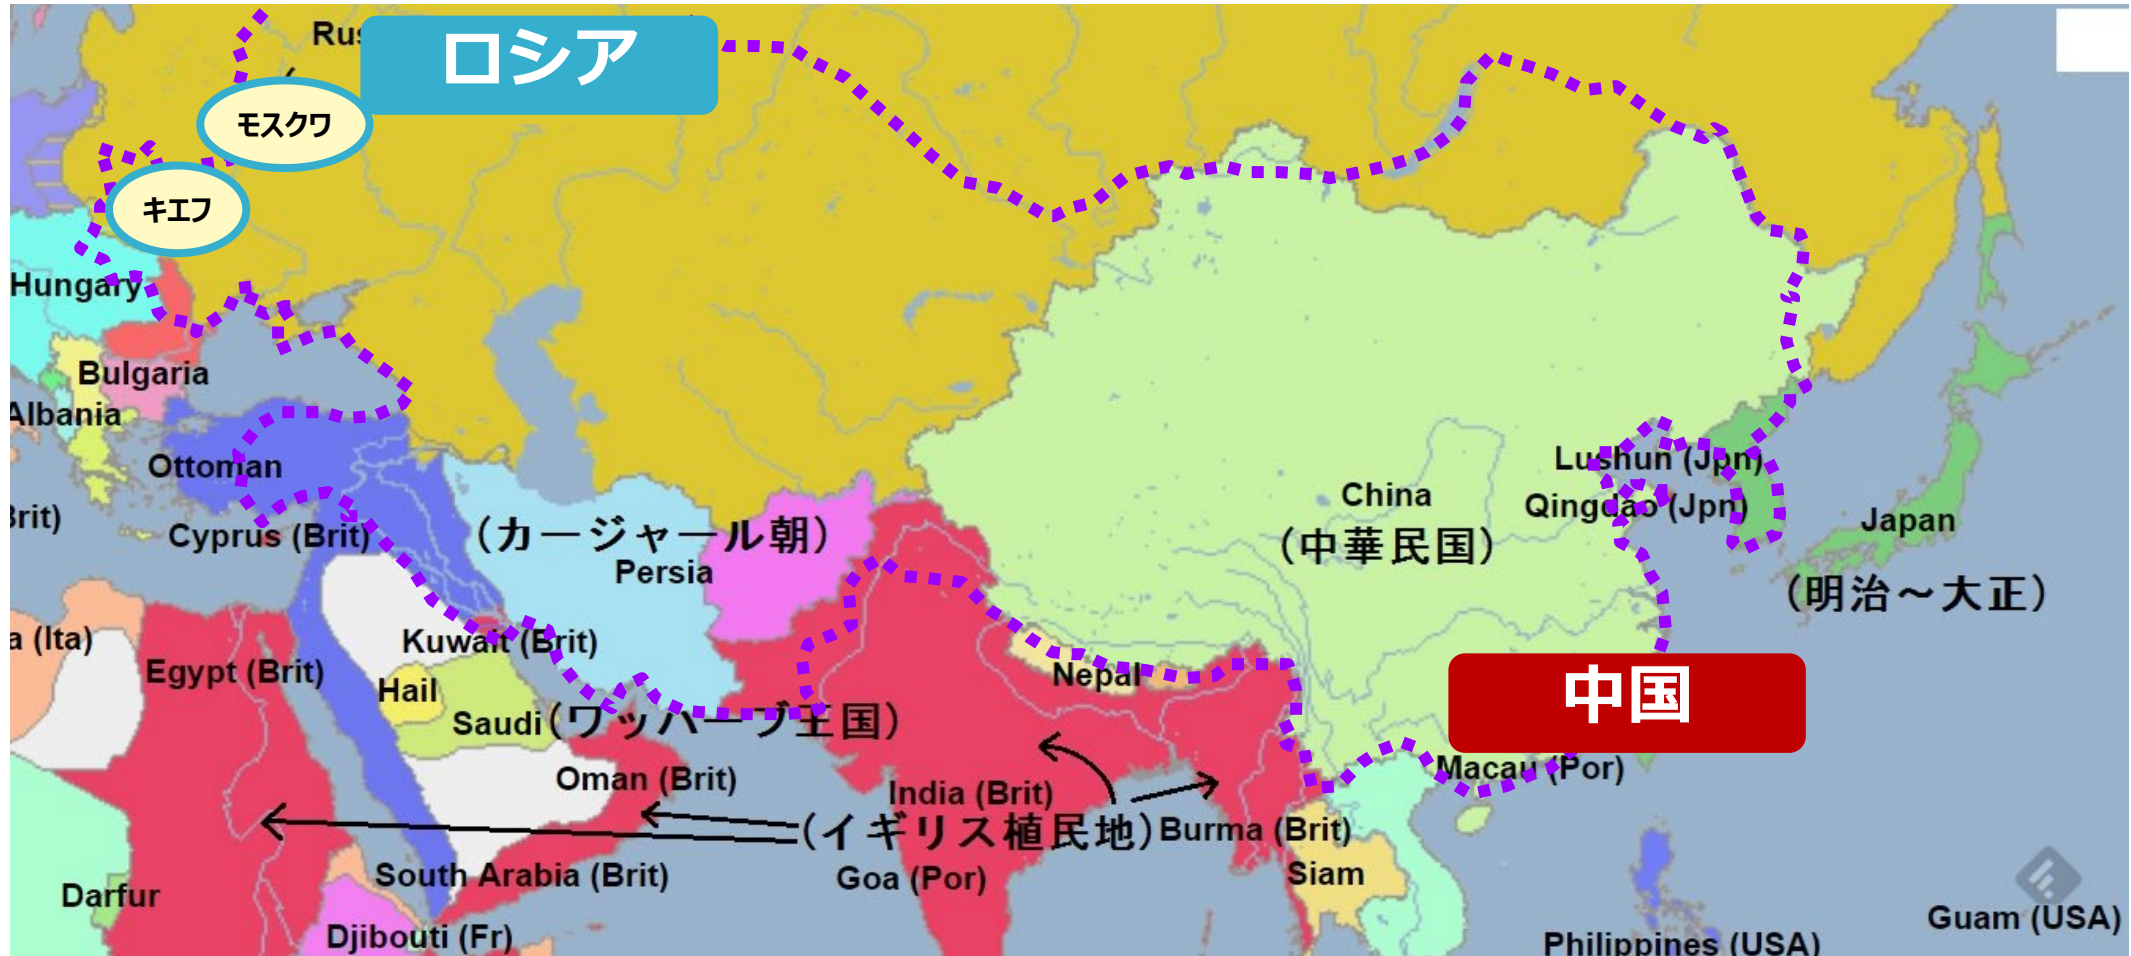 Rus
ロシア
モスクワ
キエフ
Hungary
Bulgaria
Albania
Ottoman
Cyprus (Brit)
Brit)
(カージャール朝)
Persia
China
(中華民国)
Lushun (Jpn)
Qingdao (Jpn)
Japan
(明治～大正)
a (Ita)
Egypt (Brit)
Kuwait (Brit)
Hail
Saudi(ワッハーブ王国)
Nepal
中国
Macau (Por)
Oman (Brit)
India (Brit)
(イギリス植民地)
Burma (Brit)
South Arabia (Brit)
Goa (Por)
Siam
Darfur
Djibouti (Fr)
Guam (USA)
Philippines (USA)